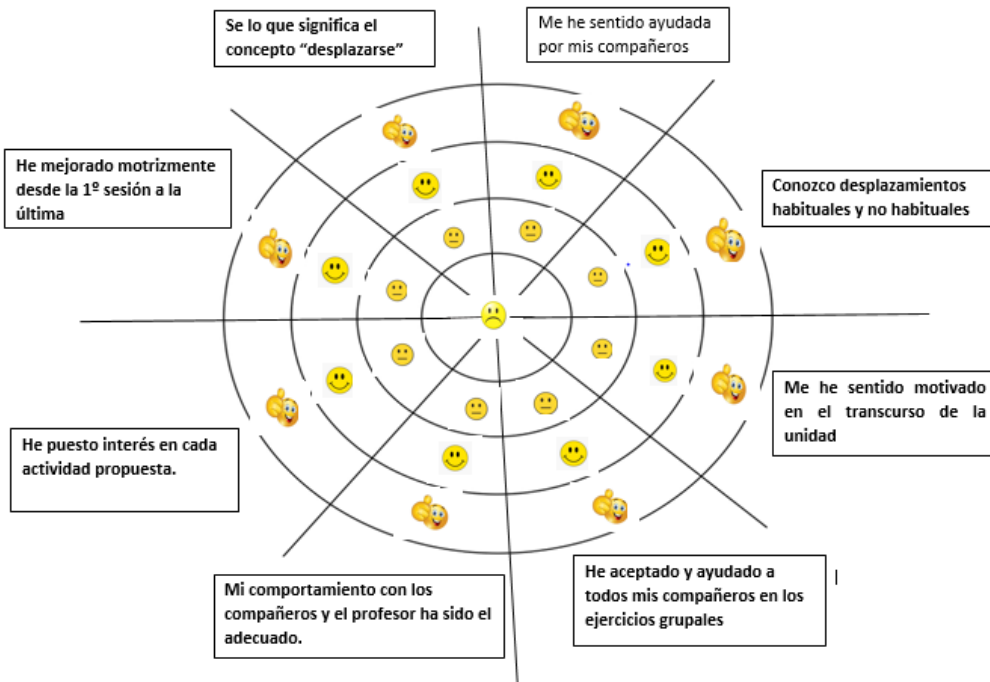 Se lo que significa el
concepto “desplazarse”
Me he sentido ayudada
por mis compañeros
He mejorado motrizmente
desde la 1º sesión a la
última
Conozco desplazamientos
habituales y no habituales
Me he sentido motivado
en el transcurso de la
unidad
He puesto interés en cada
actividad propuesta.
Mi comportamiento con los
compañeros y el profesor ha sido el
adecuado.
He aceptado y ayudado a
todos mis compañeros en los
ejercicios grupales